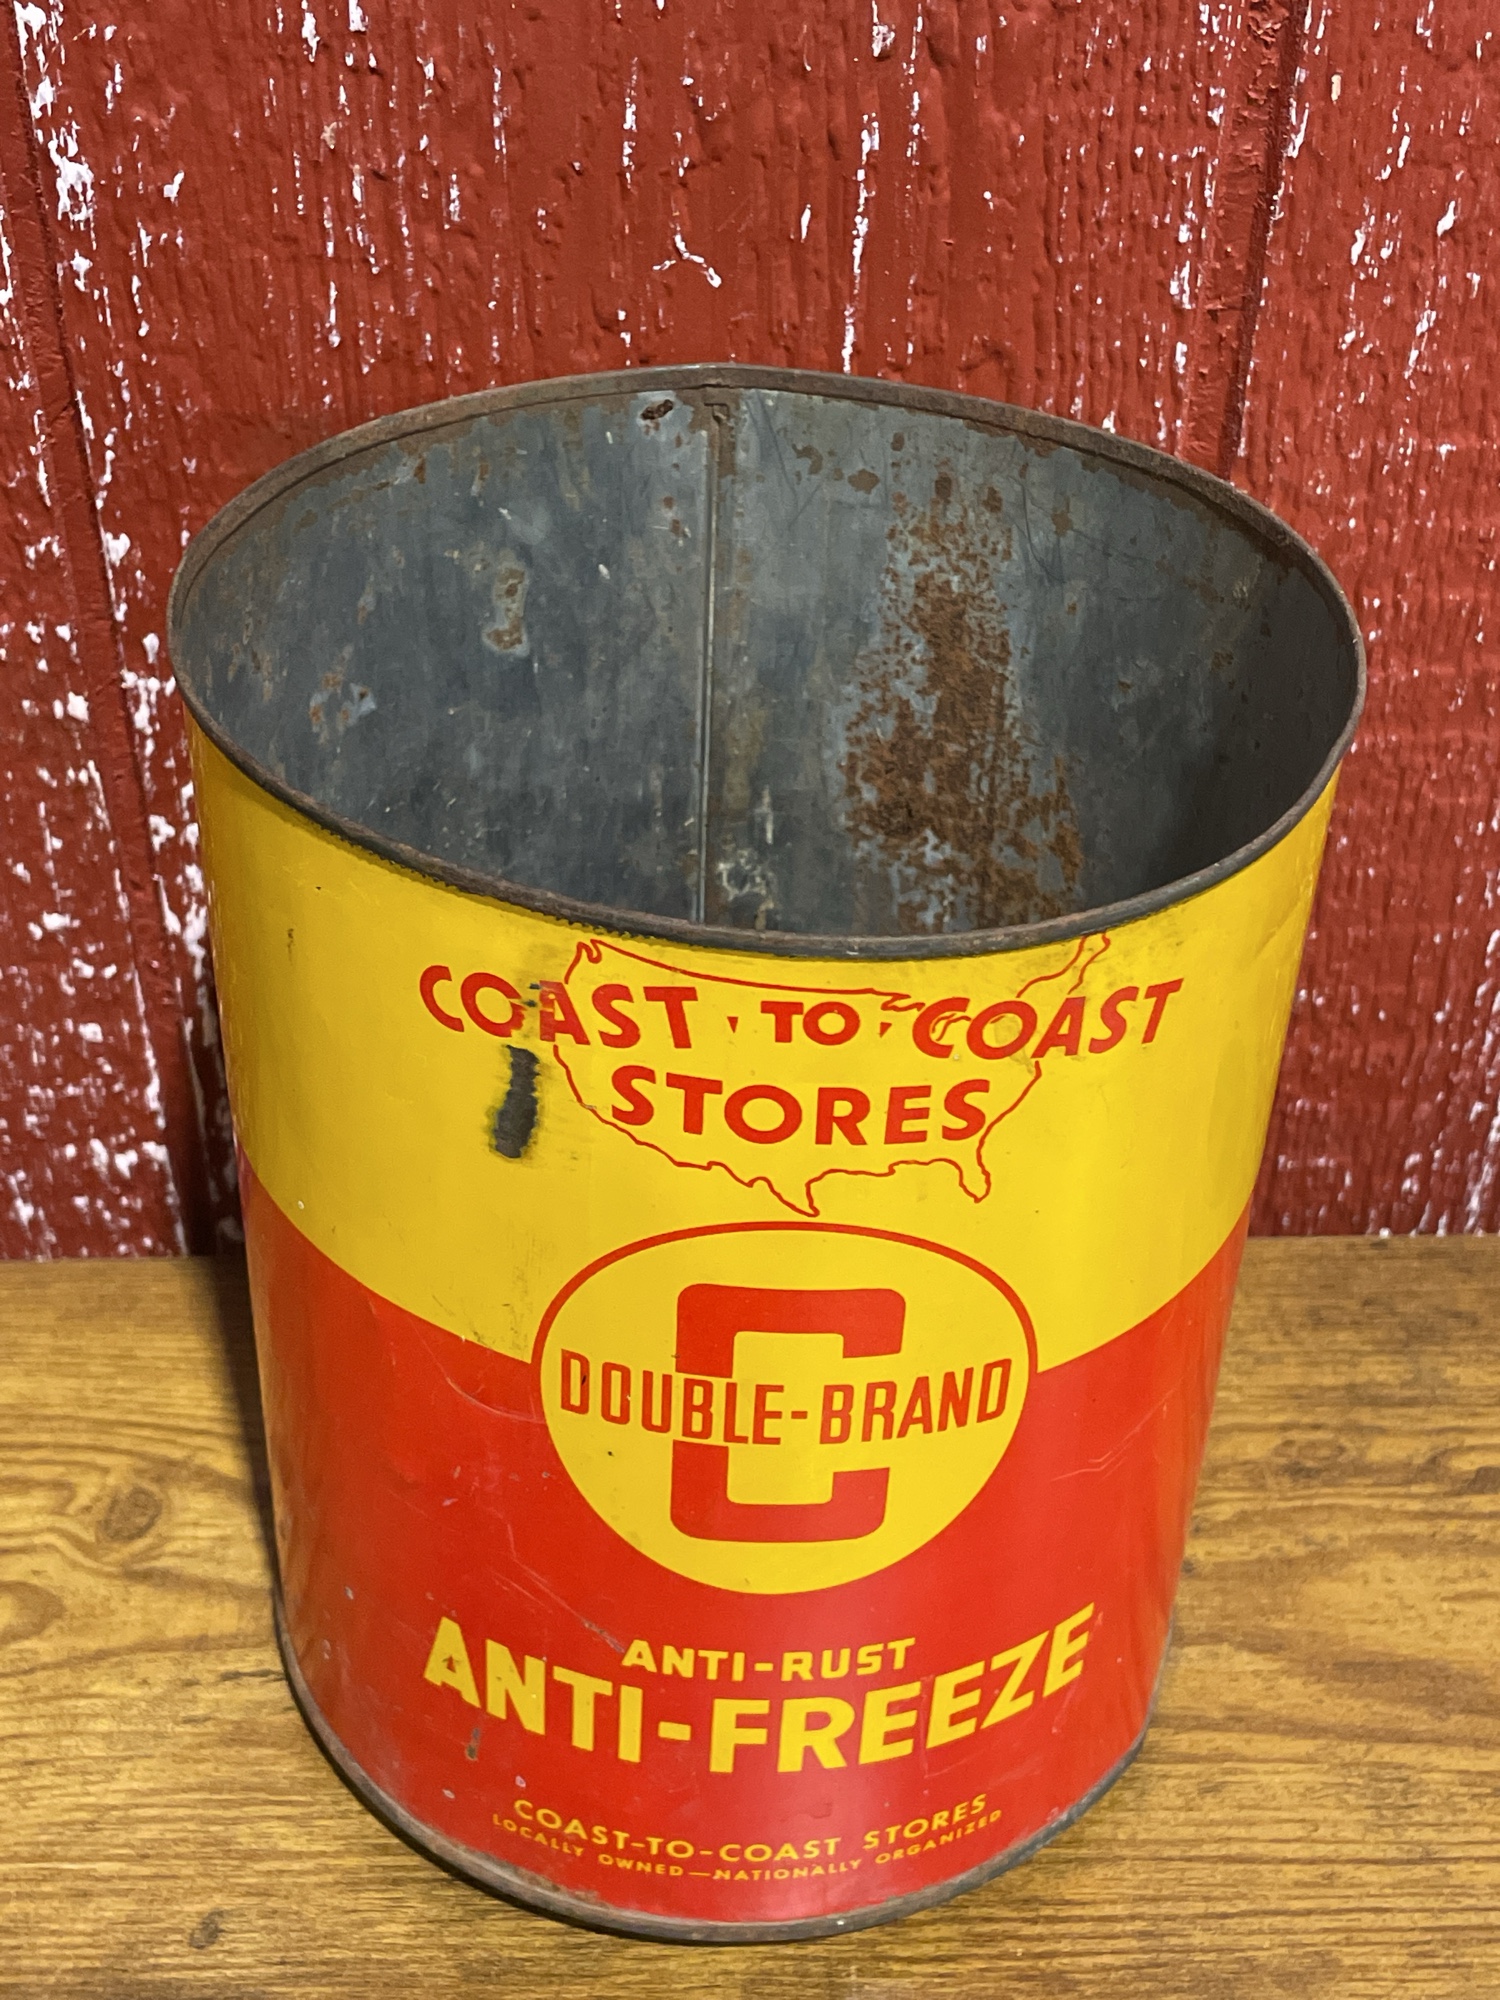 COAST TO COAST
STORES
C
DOUBLE-BRAND
ANTI-RUST
ANTI-FREEZE
COAST-TO-COAST STORES
LOCALLY OWNED—NATIONALLY ORGANIZED